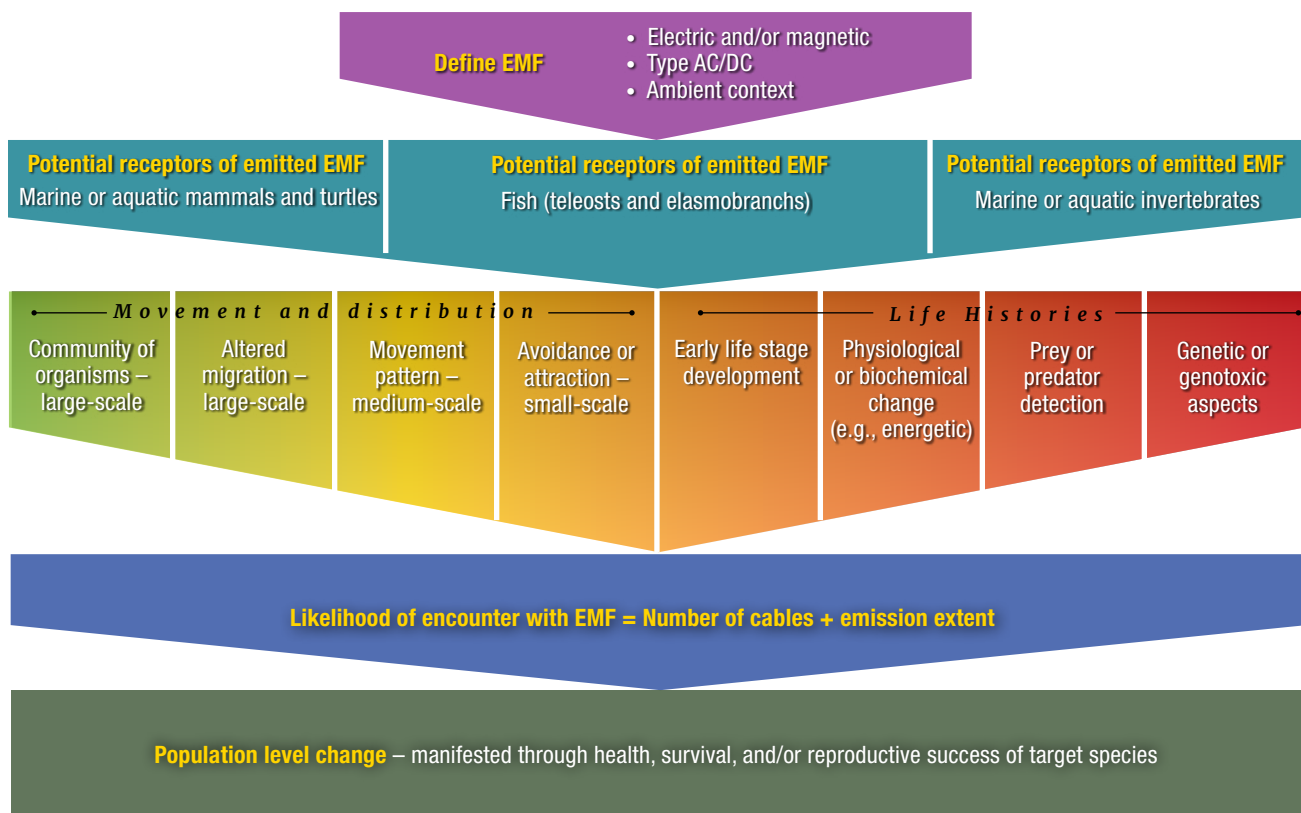 Define EMF
• Electric and/or magnetic
• Type AC/DC
• Ambient context
Potential receptors of emitted EMF
Marine or aquatic mammals and turtles
Potential receptors of emitted EMF
Fish (teleosts and elasmobranchs)
Potential receptors of emitted EMF
Marine or aquatic invertebrates
Movement and distribution
Community of
organisms –
large-scale
Altered
migration –
large-scale
Movement
pattern –
medium-scale
Avoidance or
attraction –
small-scale
Life Histories
Early life stage
development
Physiological
or biochemical
change
(e.g., energetic)
Prey or
predator
detection
Genetic or
genotoxic
aspects
Likelihood of encounter with EMF = Number of cables + emission extent
Population level change – manifested through health, survival, and/or reproductive success of target species